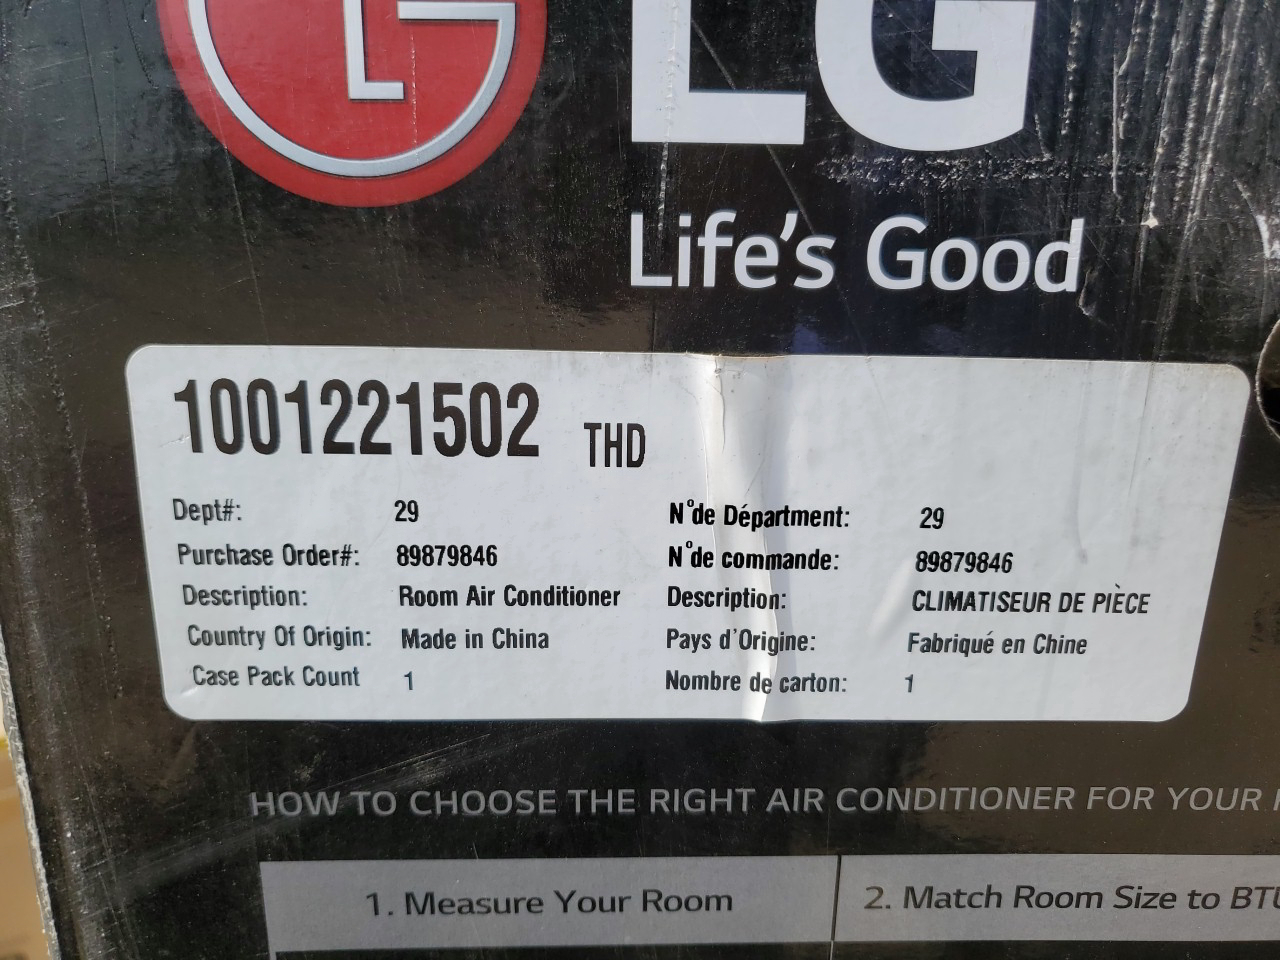 LG
Life's Good
1001221502 THD
Dept#: 29 N°de Départment: 29
Purchase Order#: 89879846 N°de commande: 89879846
Description: Room Air Conditioner Description: CLIMATISEUR DE PIÈCE
Country Of Origin: Made in China Pays d'Origine: Fabriqué en Chine
Case Pack Count 1 Nombre de carton: 1
HOW TO CHOOSE THE RIGHT AIR CONDITIONER FOR YOUR
1. Measure Your Room 2. Match Room Size to BTU